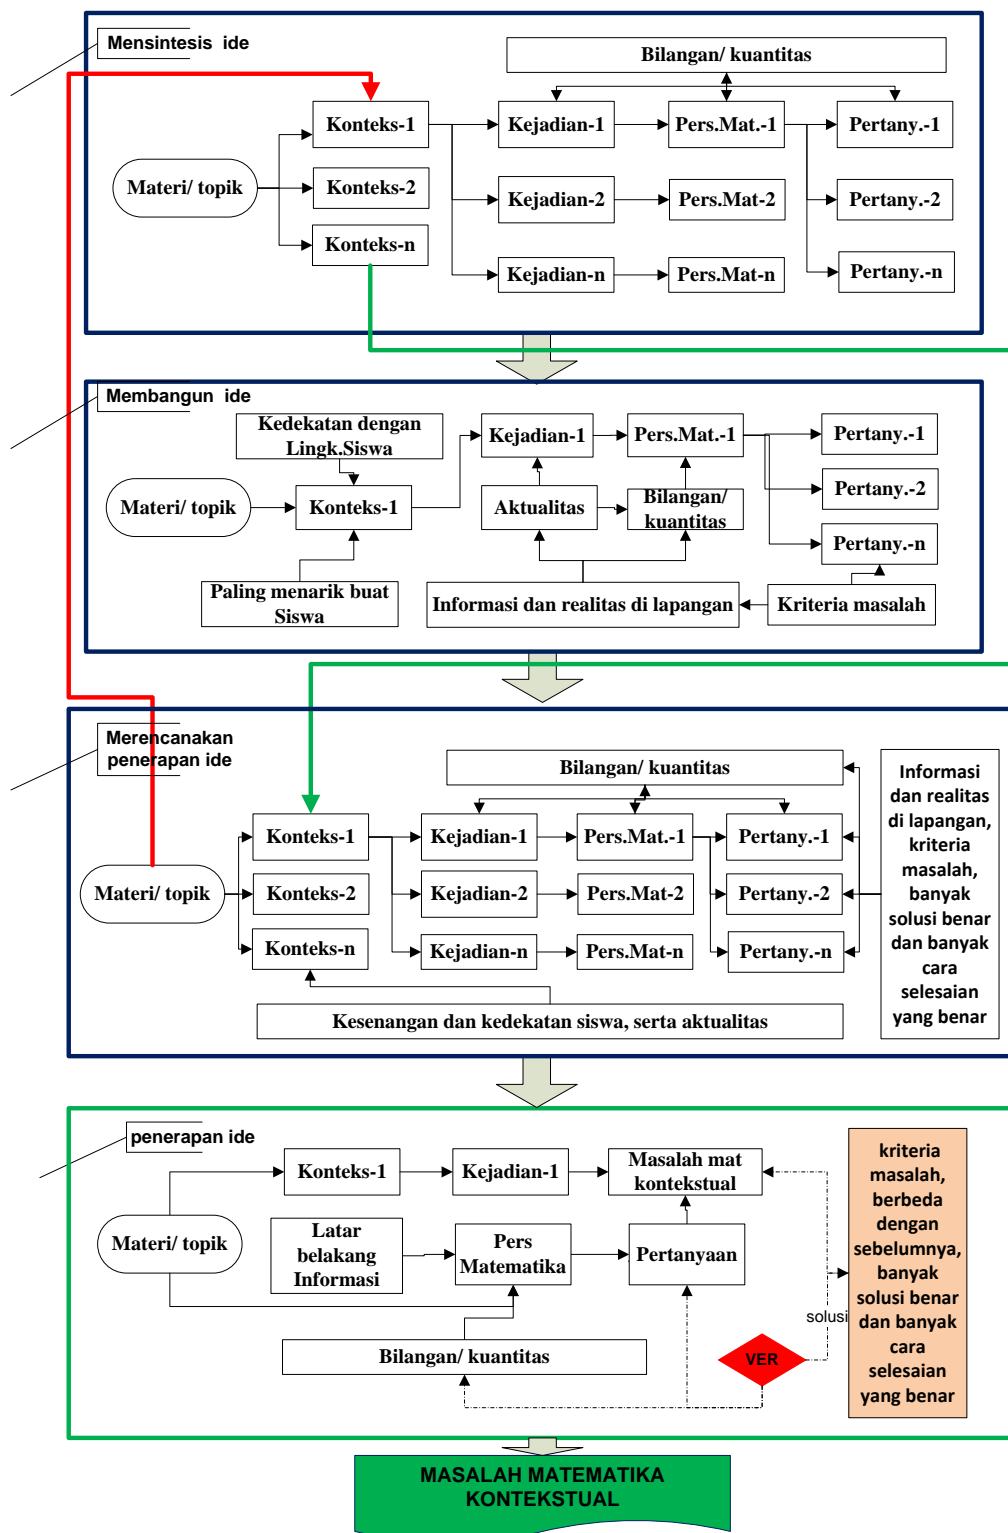 Mensintesis  ide
Bilangan/ kuantitas
Konteks-1
Kejadian-1
Pers.Mat.-1
Pertany.-1
Materi/ topik
Konteks-2
Kejadian-2
Pers.Mat-2
Pertany.-2
Konteks-n
Kejadian-n
Pers.Mat-n
Pertany.-n
Membangun  ide
Kedekatan dengan
Lingk.Siswa
Kejadian-1
Pers.Mat.-1
Pertany.-1
Materi/ topik
Konteks-1
Aktualitas
Bilangan/
kuantitas
Pertany.-2
Pertany.-n
Paling menarik buat
Siswa
Informasi dan realitas di lapangan
Kriteria masalah
Merencanakan
penerapan ide
Bilangan/ kuantitas
Konteks-1
Kejadian-1
Pers.Mat.-1
Pertany.-1
Materi/ topik
Konteks-2
Kejadian-2
Pers.Mat-2
Pertany.-2
Konteks-n
Kejadian-n
Pers.Mat-n
Pertany.-n
Informasi
dan realitas
di lapangan,
kriteria
masalah,
banyak
solusi benar
dan banyak
cara
selesaian
yang benar
Kesenangan dan kedekatan siswa, serta aktualitas
penerapan ide
Konteks-1
Kejadian-1
Masalah mat
kontekstual
Materi/ topik
Latar
belakang
Informasi
Pers
Matematika
Pertanyaan
Bilangan/ kuantitas
VER
solusi
kriteria
masalah,
berbeda
dengan
sebelumnya,
banyak
solusi benar
dan banyak
cara
selesaian
yang benar
MASALAH MATEMATIKA
KONTEKSTUAL